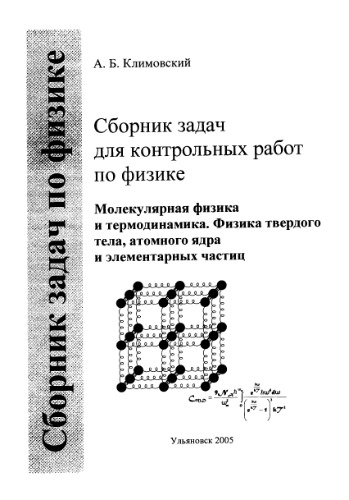 Сборник задач по физике
А. Б. Климовский
Сборник задач
для контрольных работ
по физике
Молекулярная физика
и термодинамика. Физика твердого
тела, атомного ядра
и элементарных частиц
Ульяновск 2005